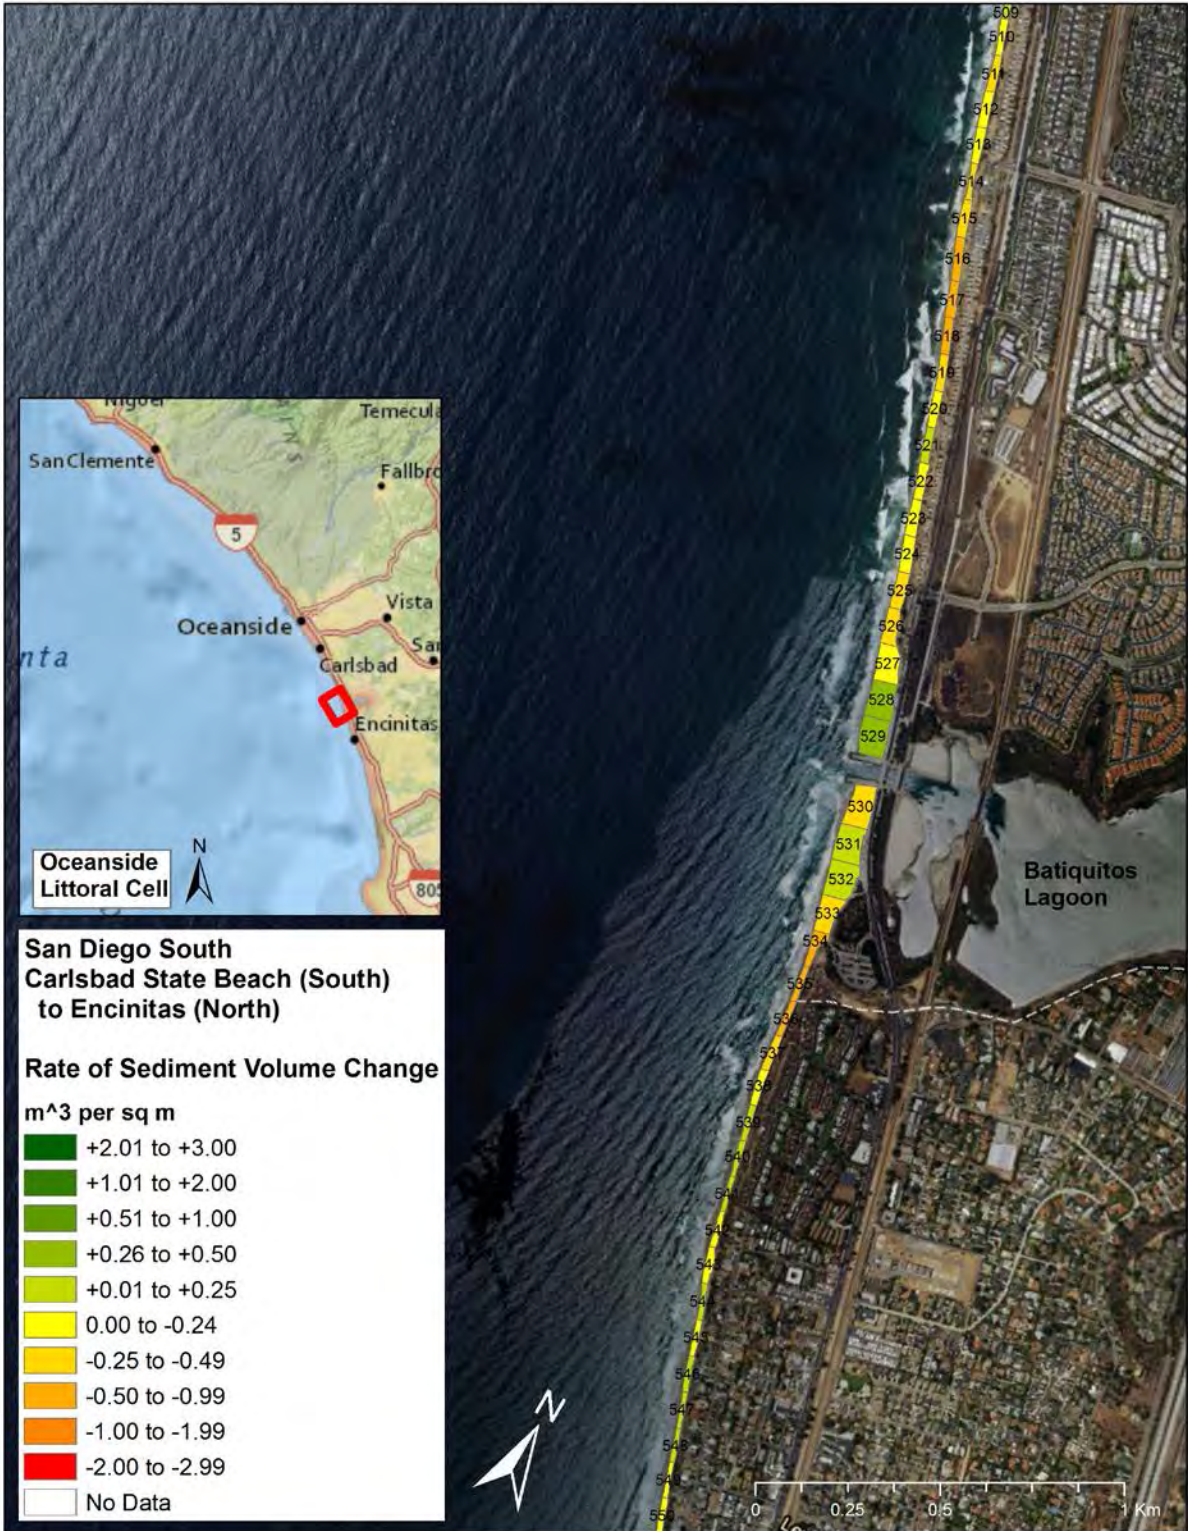 509
510
511
512
513
514
515
516
517
518
519
520
521
522
523
524
525
526
527
528
529
530
531
532
533
534
535
536
537
538
539
540
542
543
544
545
546
547
548
549
550
Batiquitos
Lagoon
Temecula
San Clemente
5
Vista
Oceanside
Carlsbad
Encinitas
nta
N
Oceanside
Littoral Cell
805
San Diego South
Carlsbad State Beach (South)
to Encinitas (North)
Rate of Sediment Volume Change
m^3 per sq m
+2.01 to +3.00
+1.01 to +2.00
+0.51 to +1.00
+0.26 to +0.50
+0.01 to +0.25
0.00 to -0.24
-0.25 to -0.49
-0.50 to -0.99
-1.00 to -1.99
-2.00 to -2.99
No Data
N
0 0.25 0.5 1 Km